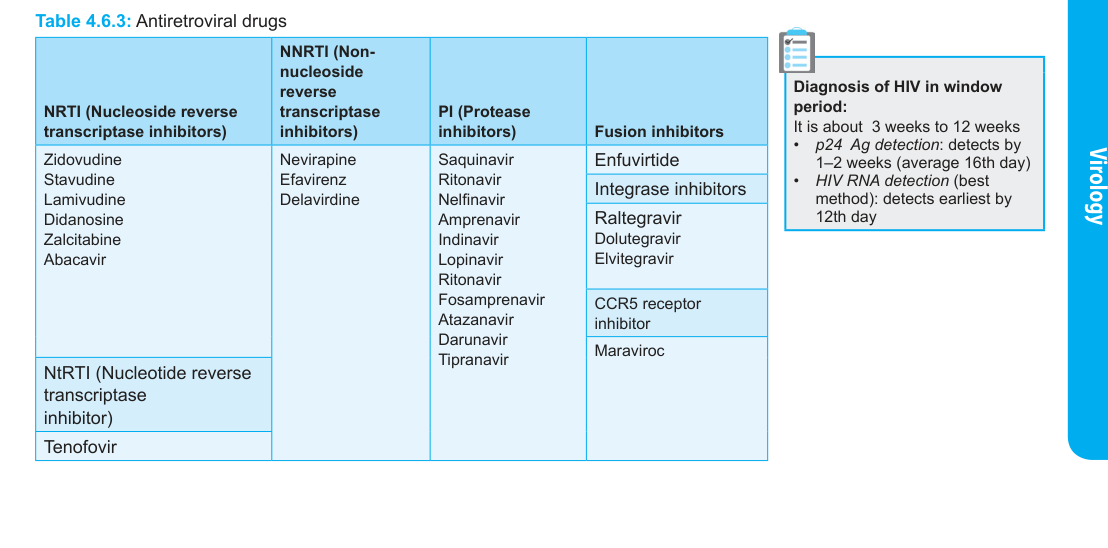 Table 4.6.3: Antiretroviral drugs
NRTI (Nucleoside reverse
transcriptase inhibitors)
NNRTI (Non-
nucleoside
reverse
transcriptase
inhibitors)
PI (Protease
inhibitors)
Fusion inhibitors
Zidovudine
Stavudine
Lamivudine
Didanosine
Zalcitabine
Abacavir
NtRTI (Nucleotide reverse
transcriptase
inhibitor)
Tenofovir
Nevirapine
Efavirenz
Delavirdine
Saquinavir
Ritonavir
Nelfinavir
Amprenavir
Indinavir
Lopinavir
Ritonavir
Fosamprenavir
Atazanavir
Darunavir
Tipranavir
Enfuvirtide
Integrase inhibitors
Raltegravir
Dolutegravir
Elvitegravir
CCR5 receptor
inhibitor
Maraviroc
Diagnosis of HIV in window
period:
It is about 3 weeks to 12 weeks
• p24 Ag detection: detects by
1–2 weeks (average 16th day)
• HIV RNA detection (best
method): detects earliest by
12th day
Virology